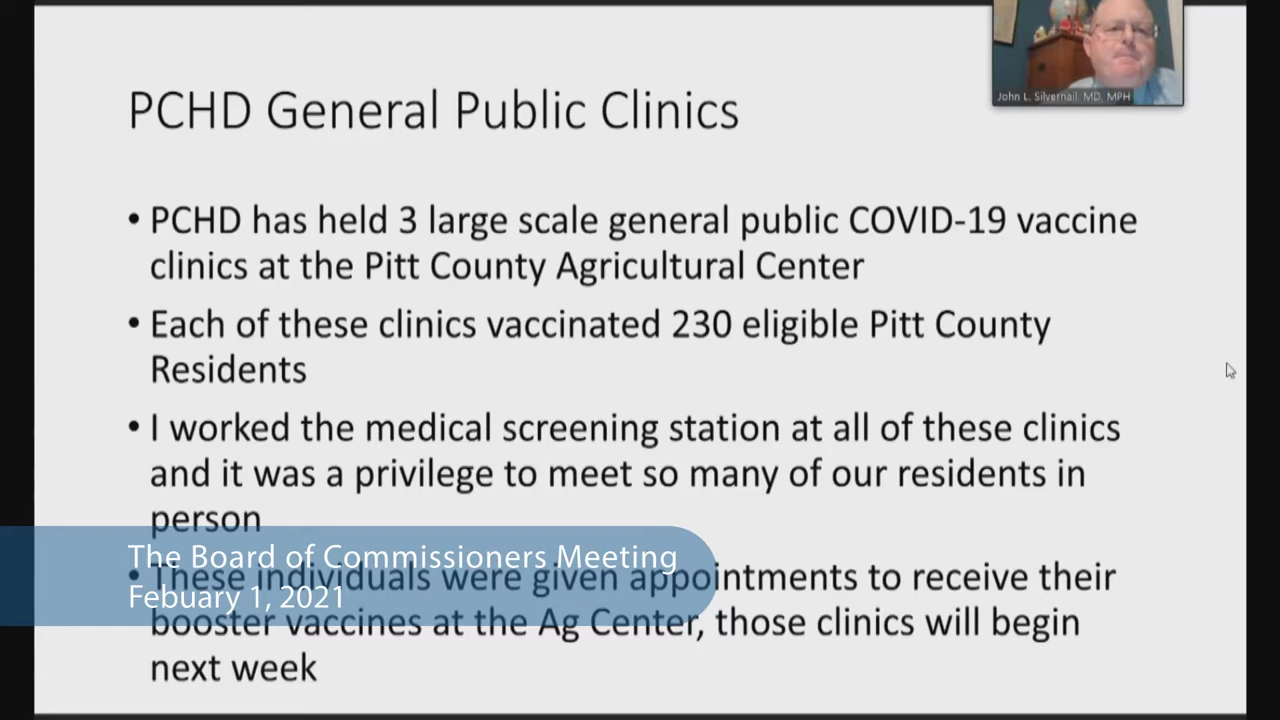 John L. Silvernail, MD, MPH
PCHD General Public Clinics
• PCHD has held 3 large scale general public COVID-19 vaccine
clinics at the Pitt County Agricultural Center
• Each of these clinics vaccinated 230 eligible Pitt County
Residents
• I worked the medical screening station at all of these clinics
and it was a privilege to meet so many of our residents in
person
• These individuals were given appointments to receive their
booster vaccines at the Ag Center, those clinics will begin
next week
The Board of Commissioners Meeting
Febuary 1, 2021